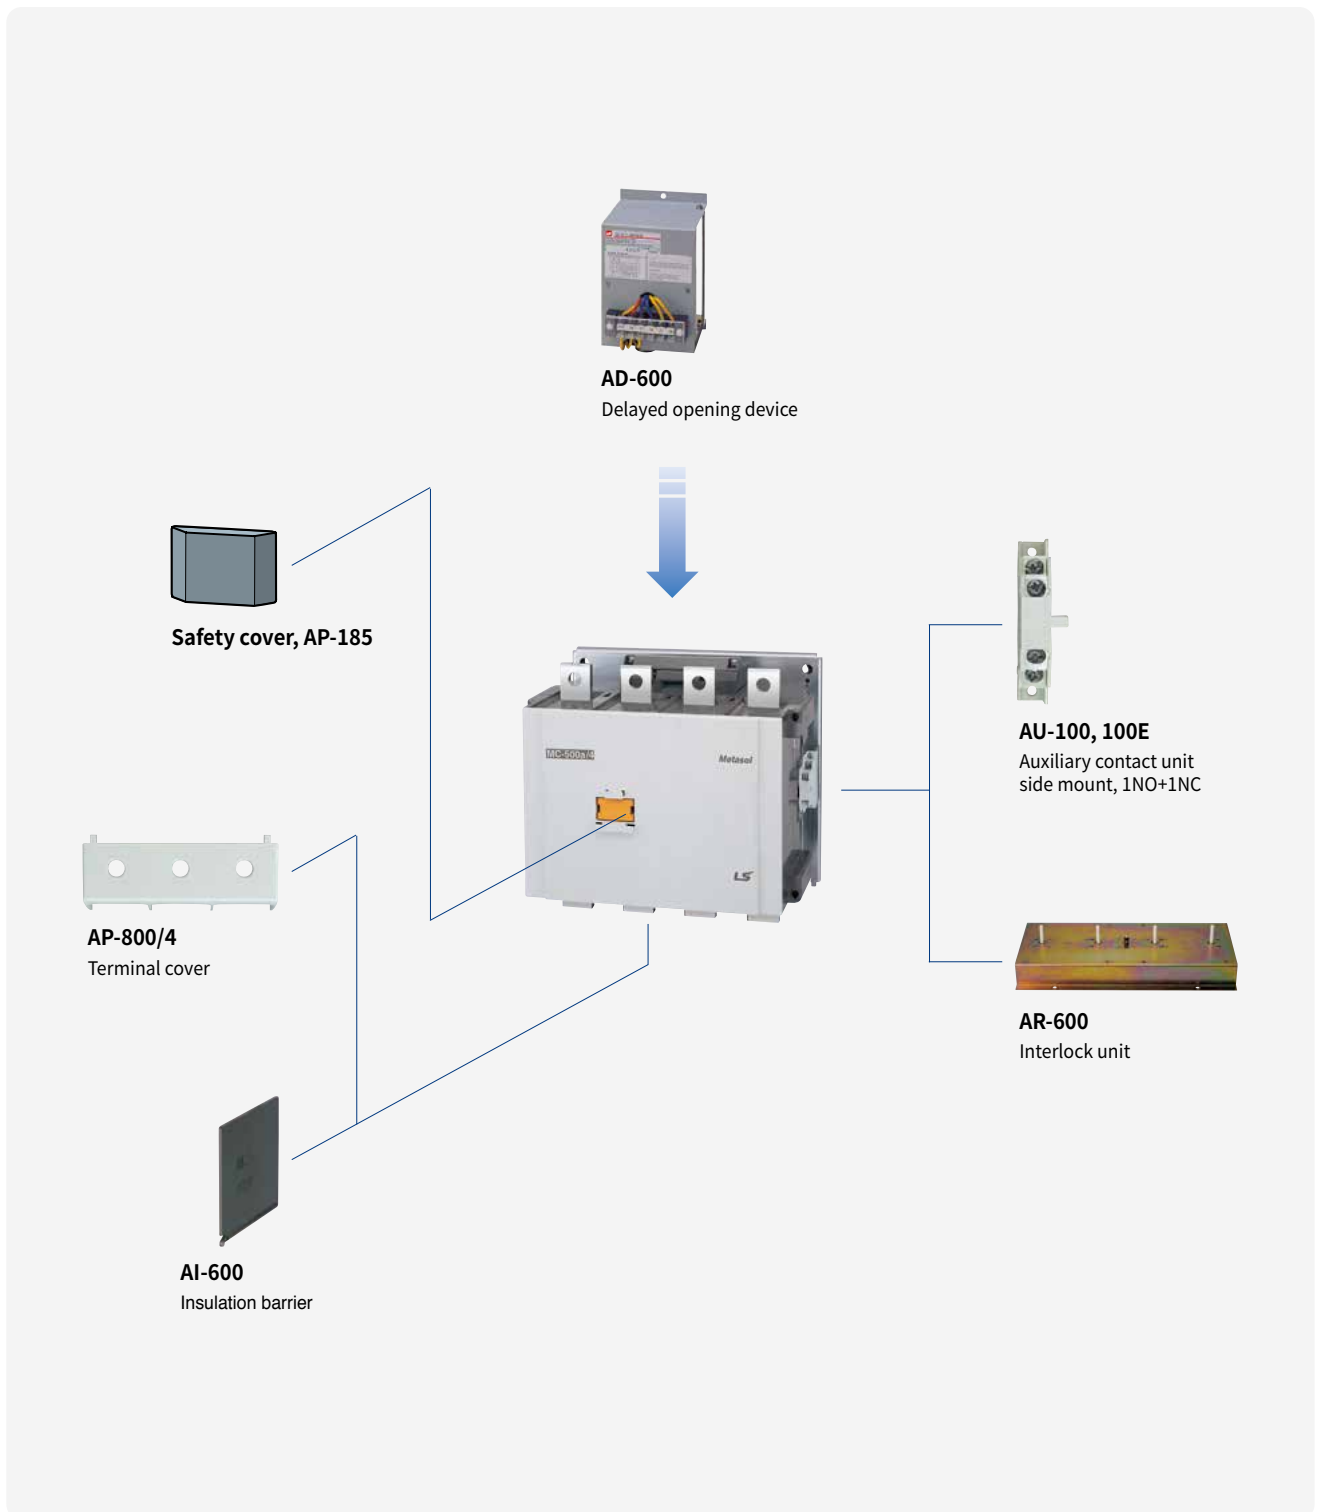 AD-600
Delayed opening device
Safety cover, AP-185
MC-500a/4
Metasol
LS
AU-100, 100E
Auxiliary contact unit
side mount, 1NO+1NC
AP-800/4
Terminal cover
AR-600
Interlock unit
AI-600
Insulation barrier